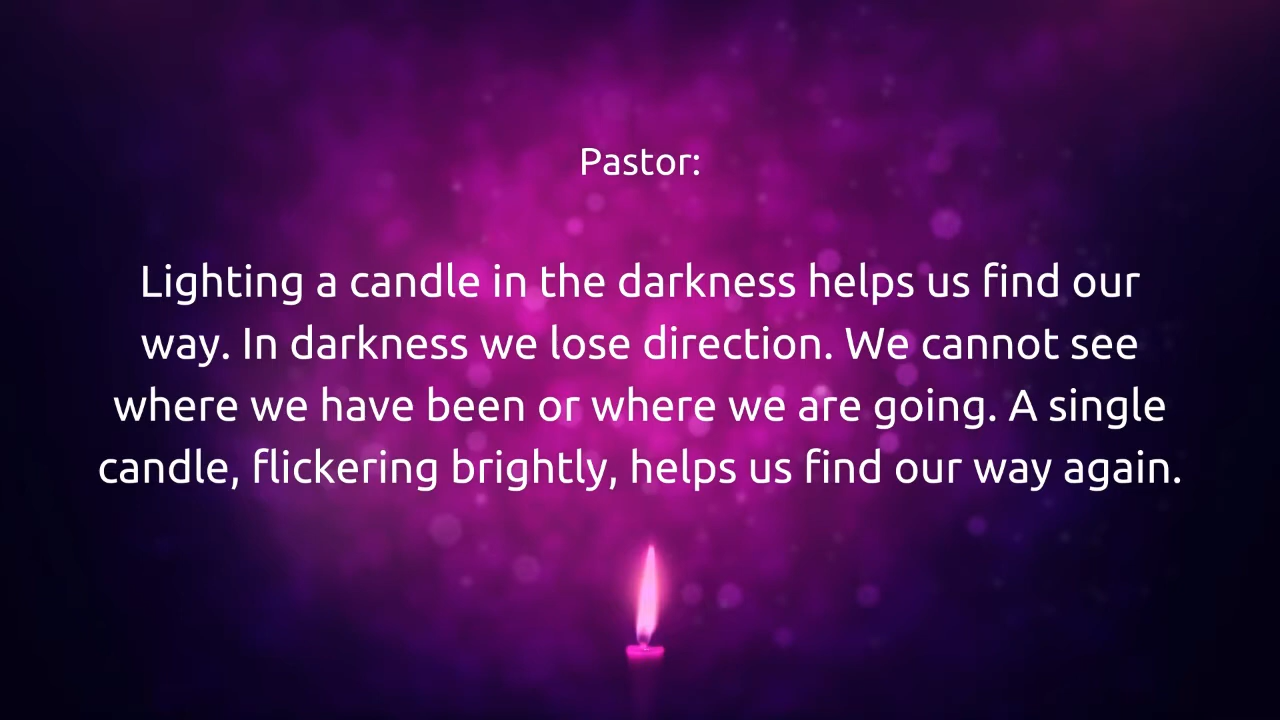 Pastor:
Lighting a candle in the darkness helps us find our
way. In darkness we lose direction. We cannot see
where we have been or where we are going. A single
candle, flickering brightly, helps us find our way again.